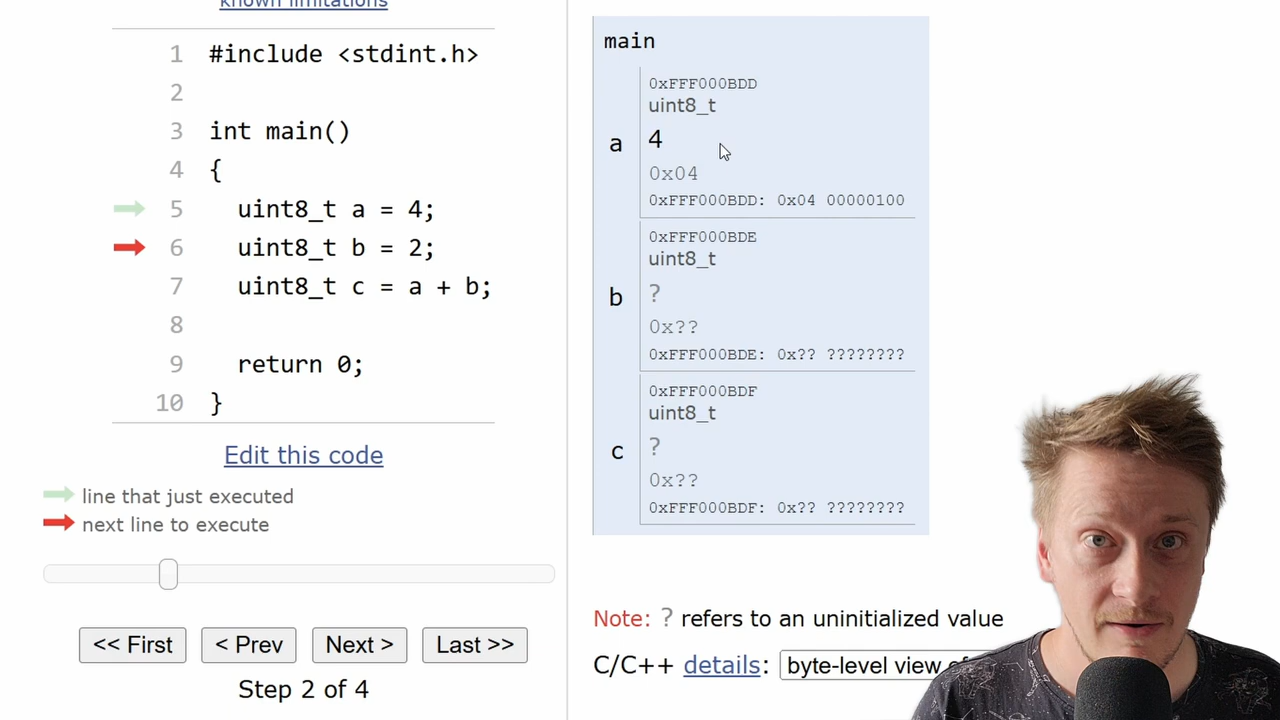 known limitations
1 #include <stdint.h>
2
3 int main()
4 {
5 uint8_t a = 4;
6 uint8_t b = 2;
7 uint8_t c = a + b;
8
9 return 0;
10 }
Edit this code
line that just executed
next line to execute
<< First
< Prev
Next >
Last >>
Step 2 of 4
main
0xFFF000BDD
uint8_t
a
4
0x04
0xFFF000BDD: 0x04 00000100
0xFFF000BDE
uint8_t
b
?
0x??
0xFFF000BDE: 0x?? ????????
0xFFF000BDF
uint8_t
c
?
0x??
0xFFF000BDF: 0x?? ????????
Note: ? refers to an uninitialized value
C/C++ details: byte-level view of